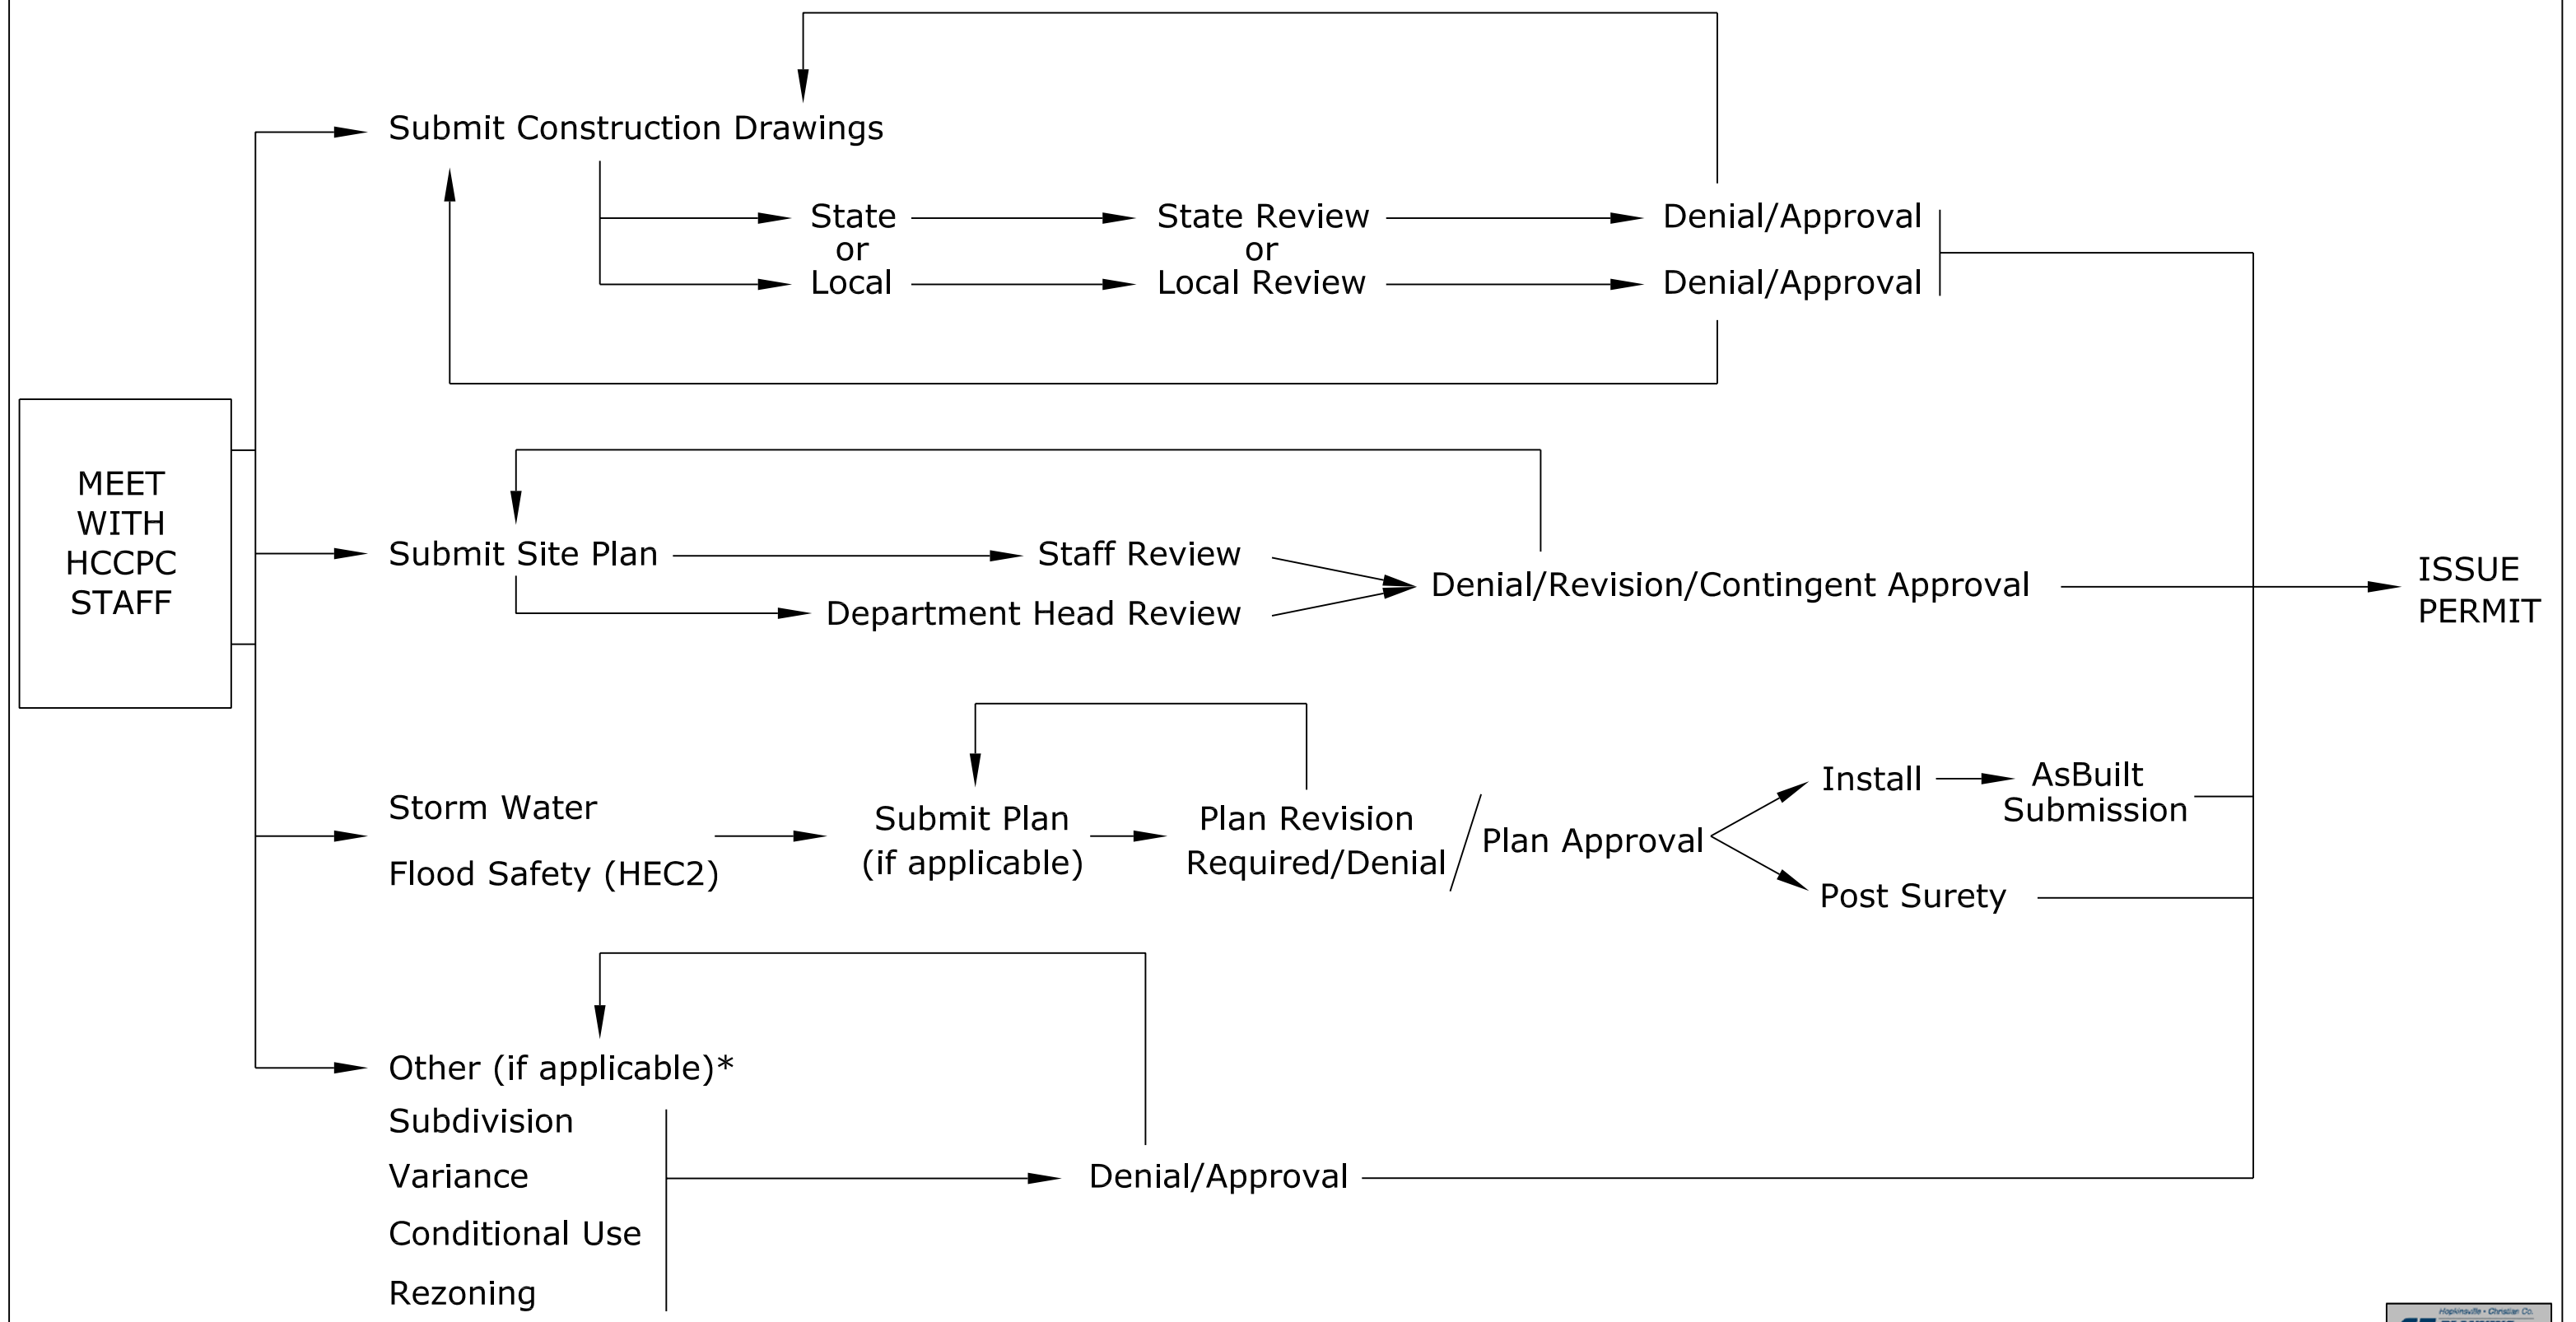 Submit Construction Drawings
State State Review Denial/Approval
or or
Local Local Review Denial/Approval
MEET
WITH
HCCPC
STAFF
Submit Site Plan Staff Review
Department Head Review
Denial/Revision/Contingent Approval
ISSUE
PERMIT
Storm Water
Flood Safety (HEC2)
Submit Plan
(if applicable)
Plan Revision
Required/Denial
/
Plan Approval
Install
AsBuilt
Submission
Post Surety
Other (if applicable)*
Subdivision
Variance
Conditional Use
Rezoning
Denial/Approval
Hopkinsville • Christian Co.